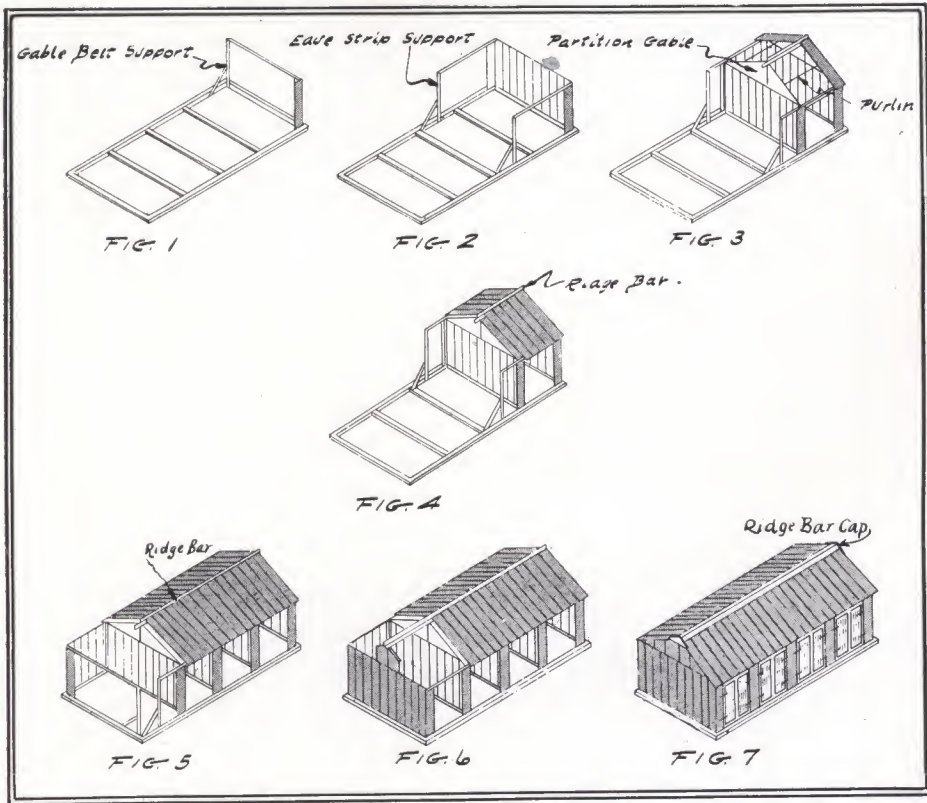 Gable Belt Support
Eave Strip Support
Partition Gable
Purlin
FIG. 1
FIG. 2
FIG. 3
Ridge Bar.
FIG. 4
Ridge Bar
Ridge Bar Cap
FIG. 5
FIG. 6
FIG. 7